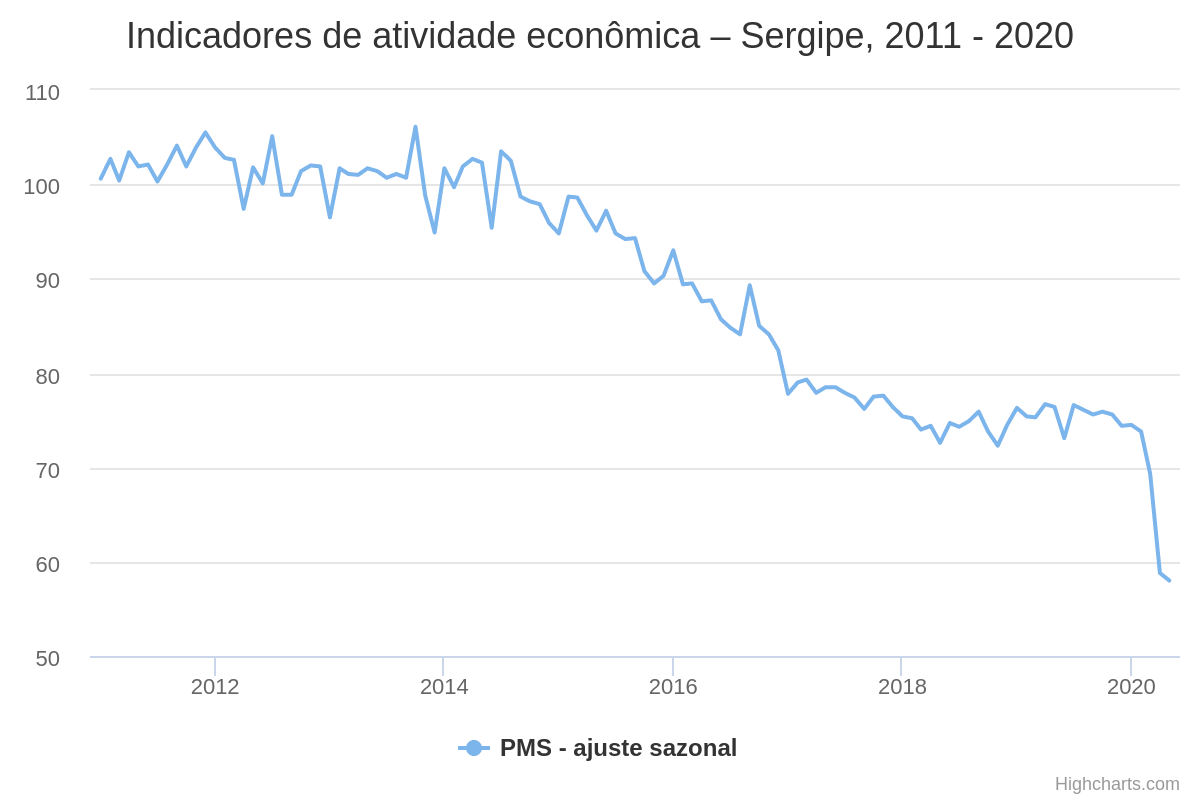 Indicadores de atividade econômica – Sergipe, 2011 - 2020
110
100
90
80
70
60
50
2012 2014 2016 2018 2020
PMS - ajuste sazonal
Highcharts.com